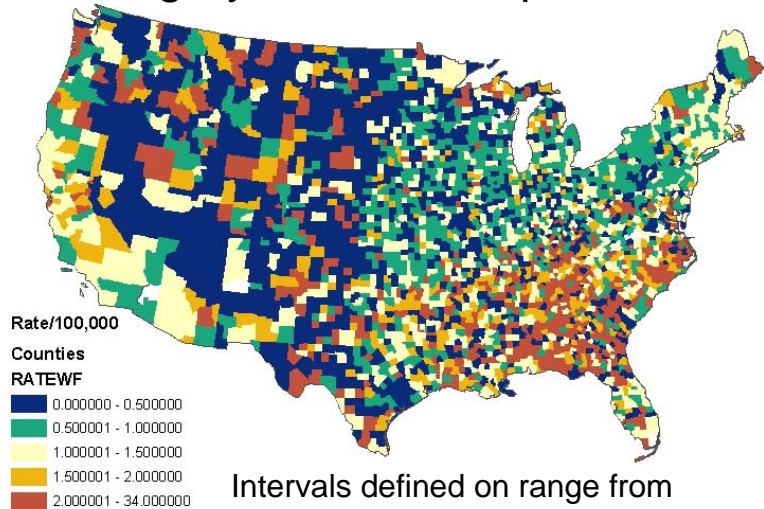 Rate/100,000
Counties
RATEWF
0.000000 - 0.500000
0.500001 - 1.000000
1.000001 - 1.500000
1.500001 - 2.000000
2.000001 - 34.000000
Intervals defined on range from